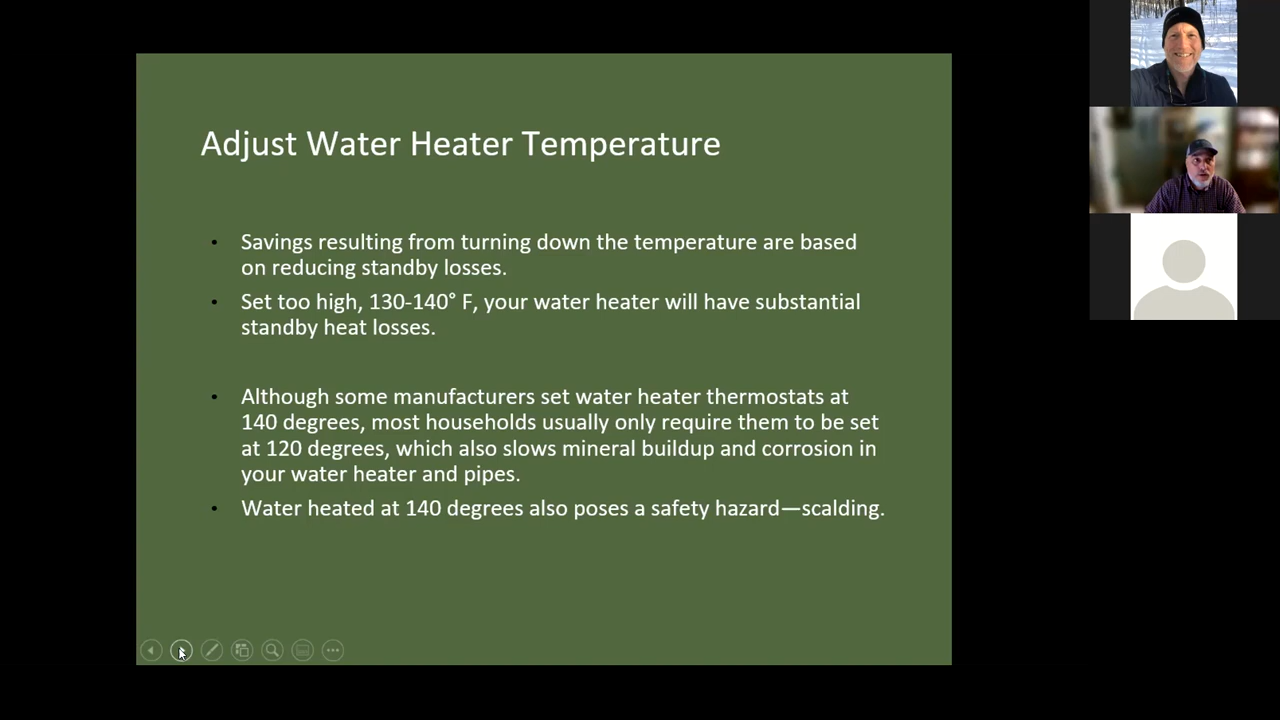 Adjust Water Heater Temperature
• Savings resulting from turning down the temperature are based
on reducing standby losses.
• Set too high, 130-140° F, your water heater will have substantial
standby heat losses.
• Although some manufacturers set water heater thermostats at
140 degrees, most households usually only require them to be set
at 120 degrees, which also slows mineral buildup and corrosion in
your water heater and pipes.
• Water heated at 140 degrees also poses a safety hazard—scalding.